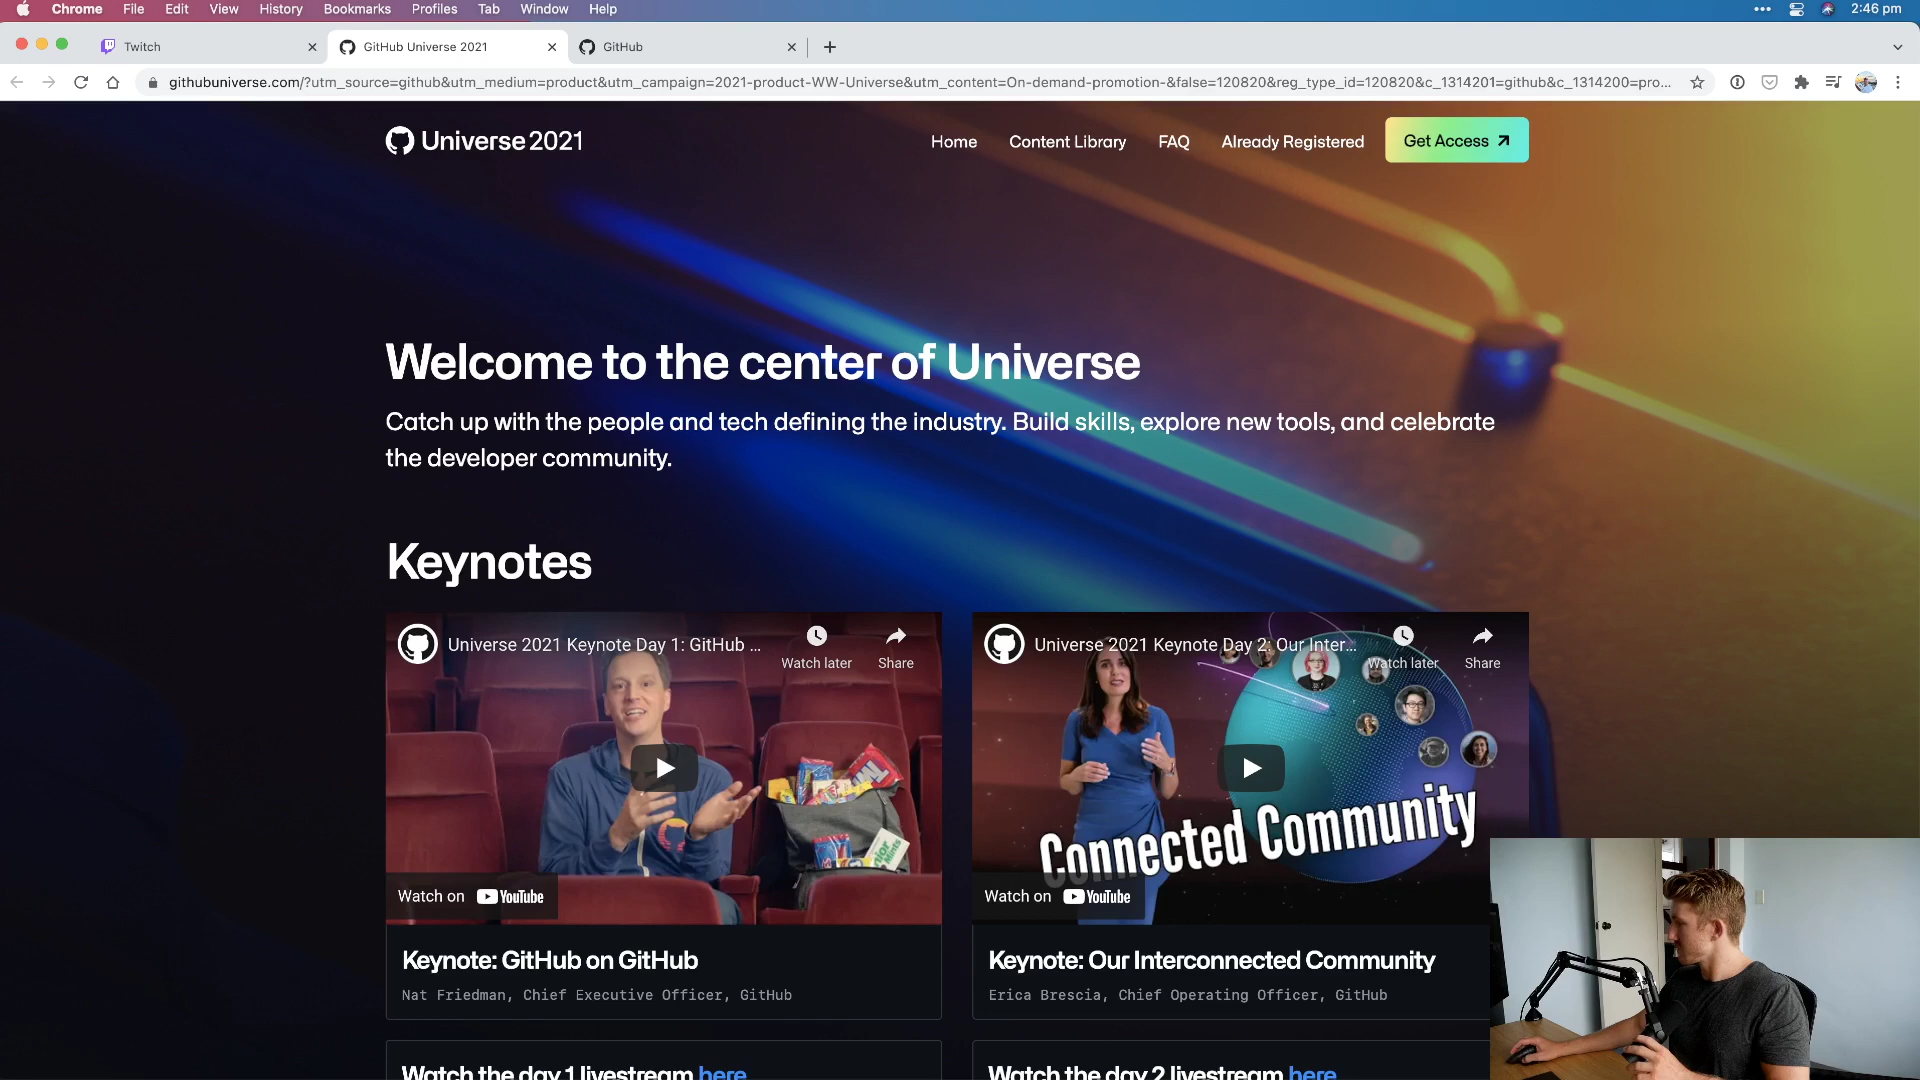 Chrome File Edit View History Bookmarks Profiles Tab Window Help 2:46 pm
Twitch GitHub Universe 2021 GitHub
githubuniverse.com/?utm_source=github&utm_medium=product&utm_campaign=2021-product-WW-Universe&utm_content=On-demand-promotion-&false=120820&reg_type_id=120820&c_1314201=github&c_1314200=pro...
Universe 2021 Home Content Library FAQ Already Registered Get Access
Welcome to the center of Universe
Catch up with the people and tech defining the industry. Build skills, explore new tools, and celebrate
the developer community.
Keynotes
Universe 2021 Keynote Day 1: GitHub ...
Watch later Share
Watch on YouTube
Keynote: GitHub on GitHub
Nat Friedman, Chief Executive Officer, GitHub
Universe 2021 Keynote Day 2: Our Inter...
Watch later Share
Connected Community
Watch on YouTube
Keynote: Our Interconnected Community
Erica Brescia, Chief Operating Officer, GitHub
Watch the day 1 livestream here
Watch the day 2 livestream here